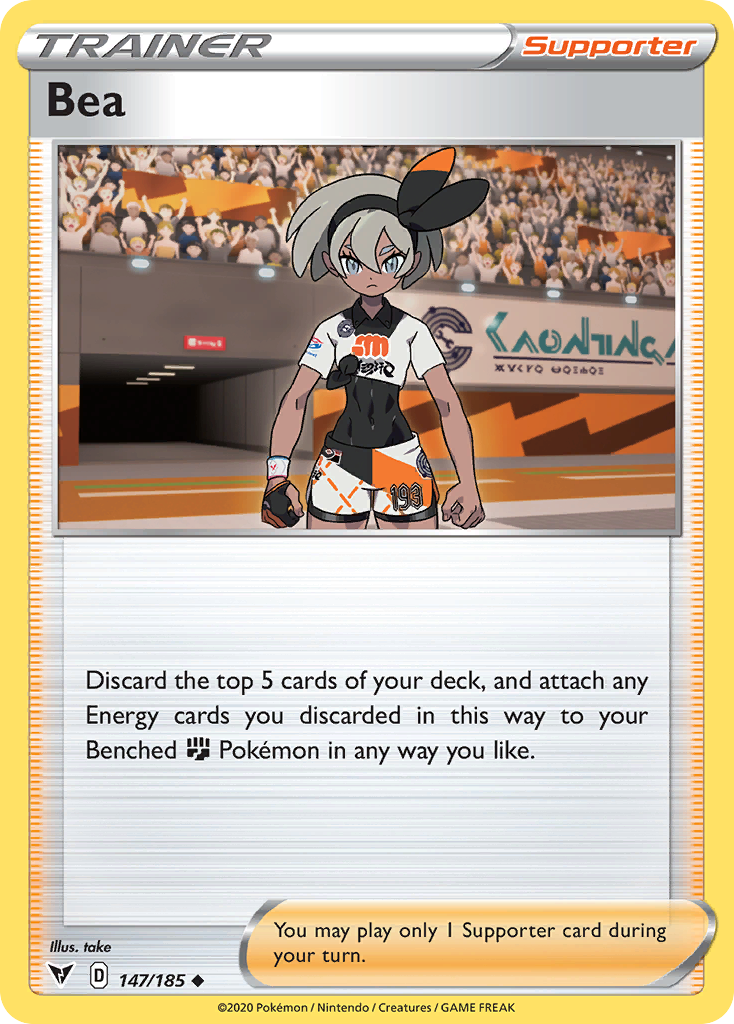 TRAINER
Supporter
Bea
193
Discard the top 5 cards of your deck, and attach any
Energy cards you discarded in this way to your
Benched Pokémon in any way you like.
You may play only 1 Supporter card during
your turn.
Illus. take
D 147/185
©2020 Pokémon / Nintendo / Creatures / GAME FREAK